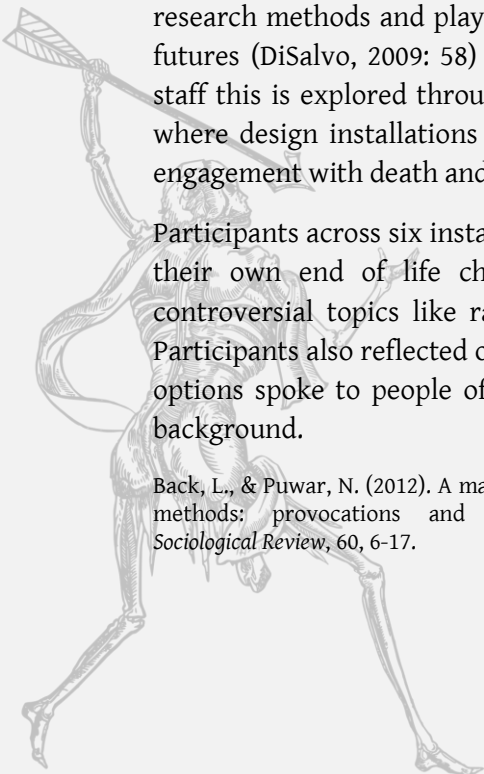 research methods and play
futures (DiSalvo, 2009: 58)
staff this is explored throu
where design installations
engagement with death and
Participants across six insta
their own end of life ch
controversial topics like ra
Participants also reflected o
options spoke to people of
background.
Back, L., & Puwar, N. (2012). A ma
methods: provocations and
Sociological Review, 60, 6-17.